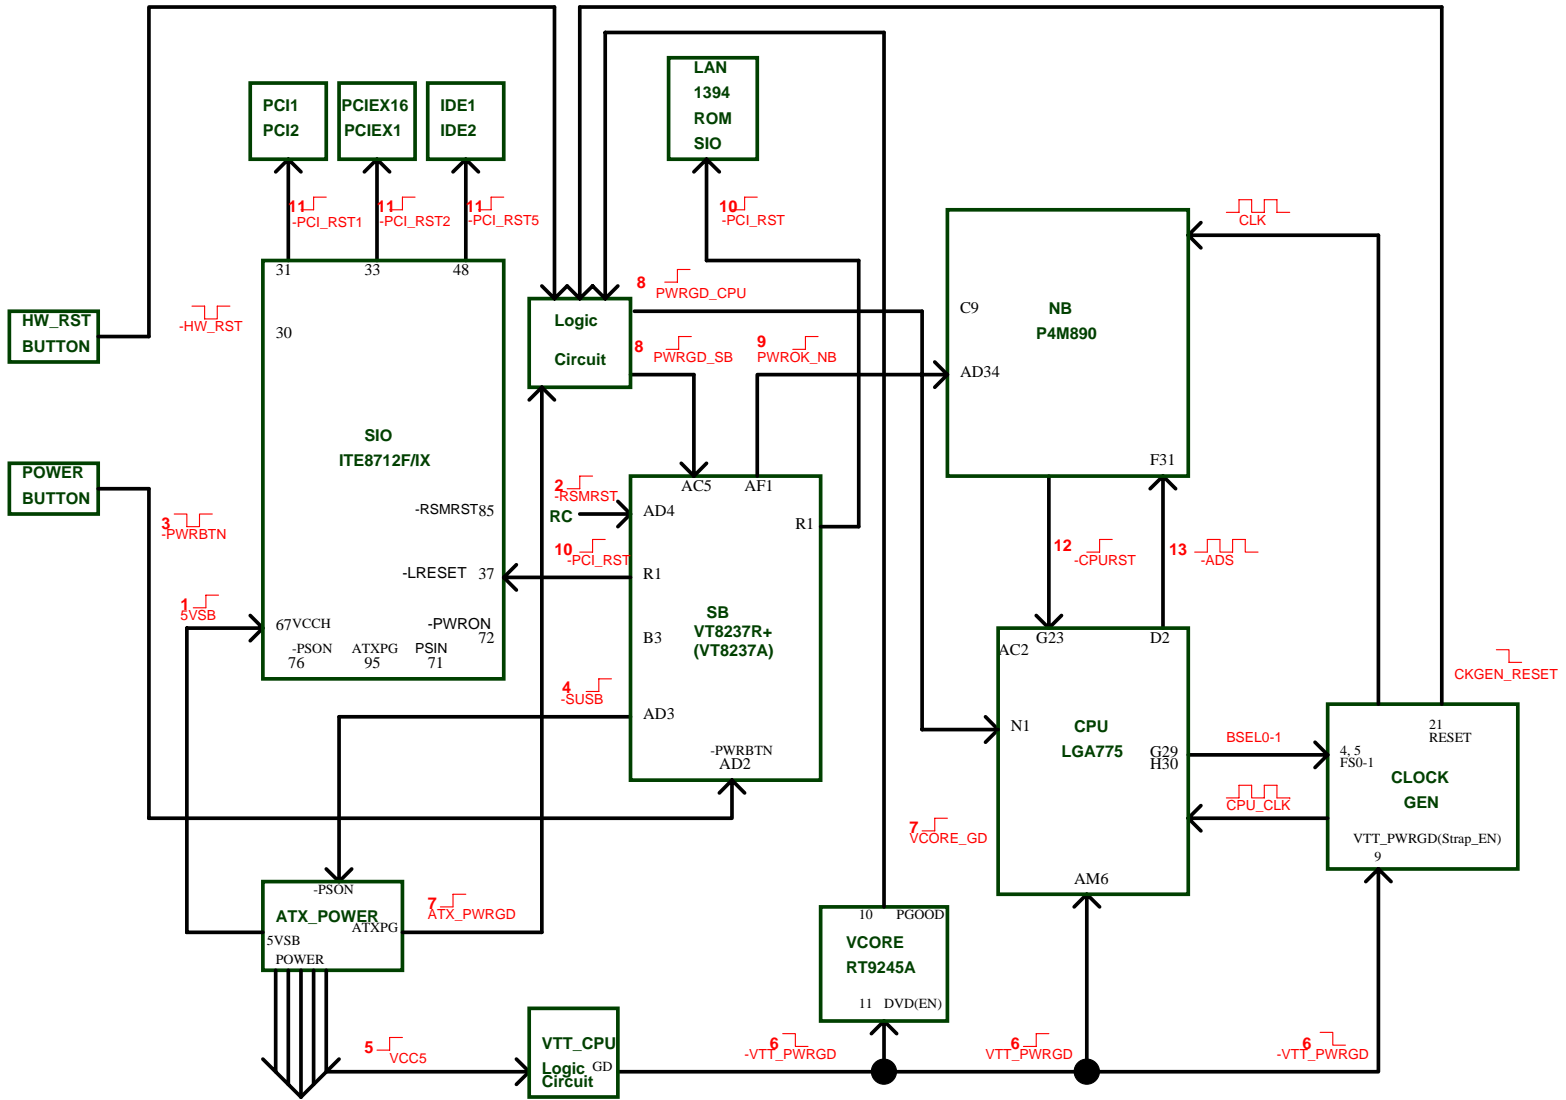 LAN
1394
ROM
SIO
PCI1
PCI2
PCIEX16
PCIEX1
IDE1
IDE2
11
-PCI_RST1
11
-PCI_RST2
11
-PCI_RST5
10
-PCI_RST
CLK
31
33
48
30
SIO
ITE8712F/IX
-RSMRST85
-LRESET 37
67VCCH
-PWRON
72
-PSON
76
ATXPG
95
PSIN
71
HW_RST
BUTTON
-HW_RST
POWER
BUTTON
3
-PWRBTN
1
5VSB
Logic
Circuit
8
PWRGD_CPU
8
PWRGD_SB
9
PWROK_NB
C9
NB
P4M890
AD34
F31
2
-RSMRST
RC
10
-PCI_RST
4
-SUSB
AC5
AF1
AD4
R1
R1
B3
SB
VT8237R+
(VT8237A)
AD3
-PWRBTN
AD2
12
-CPURST
13
-ADS
G23
D2
AC2
N1
CPU
LGA775
G29
H30
AM6
BSEL0-1
CPU_CLK
CKGEN_RESET
21
RESET
4, 5
FS0-1
CLOCK
GEN
VTT_PWRGD(Strap_EN)
9
7
VCORE_GD
-PSON
ATX_POWER
ATXPG
5VSB
POWER
7
ATX_PWRGD
10 PGOOD
VCORE
RT9245A
11 DVD(EN)
5
VCC5
VTT_CPU
Logic
Circuit
GD
6
-VTT_PWRGD
6
VTT_PWRGD
6
-VTT_PWRGD